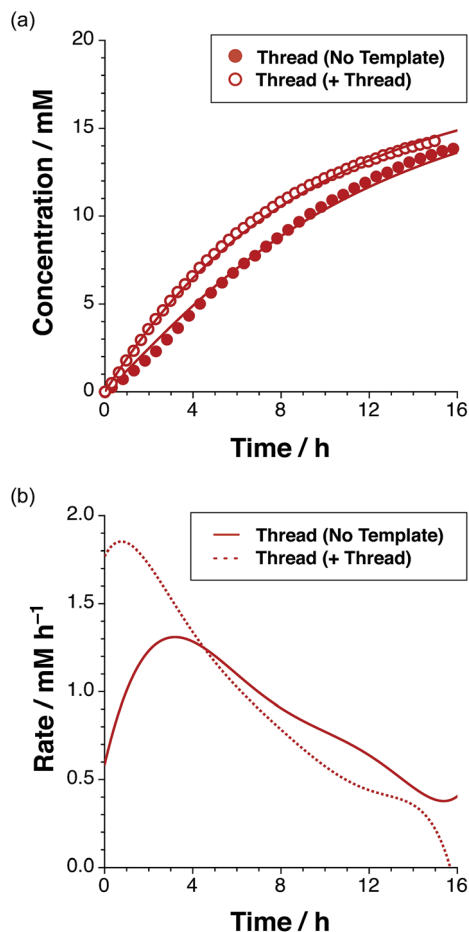 (a)
20
15
10
5
0
Concentration / mM
Thread (No Template)
Thread (+ Thread)
0 4 8 12 16
Time / h
(b)
2.0
1.5
1.0
0.5
0.0
Rate / mM h⁻¹
Thread (No Template)
Thread (+ Thread)
0 4 8 12 16
Time / h